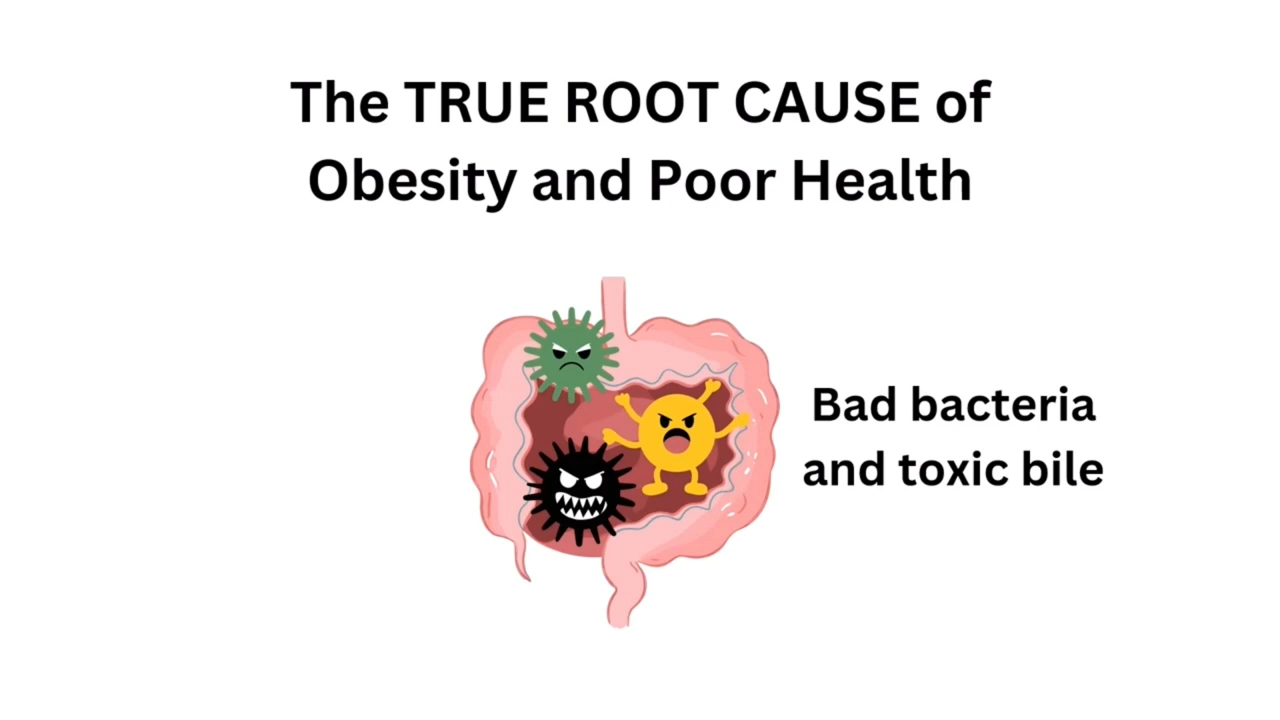 The TRUE ROOT CAUSE of
Obesity and Poor Health
Bad bacteria
and toxic bile